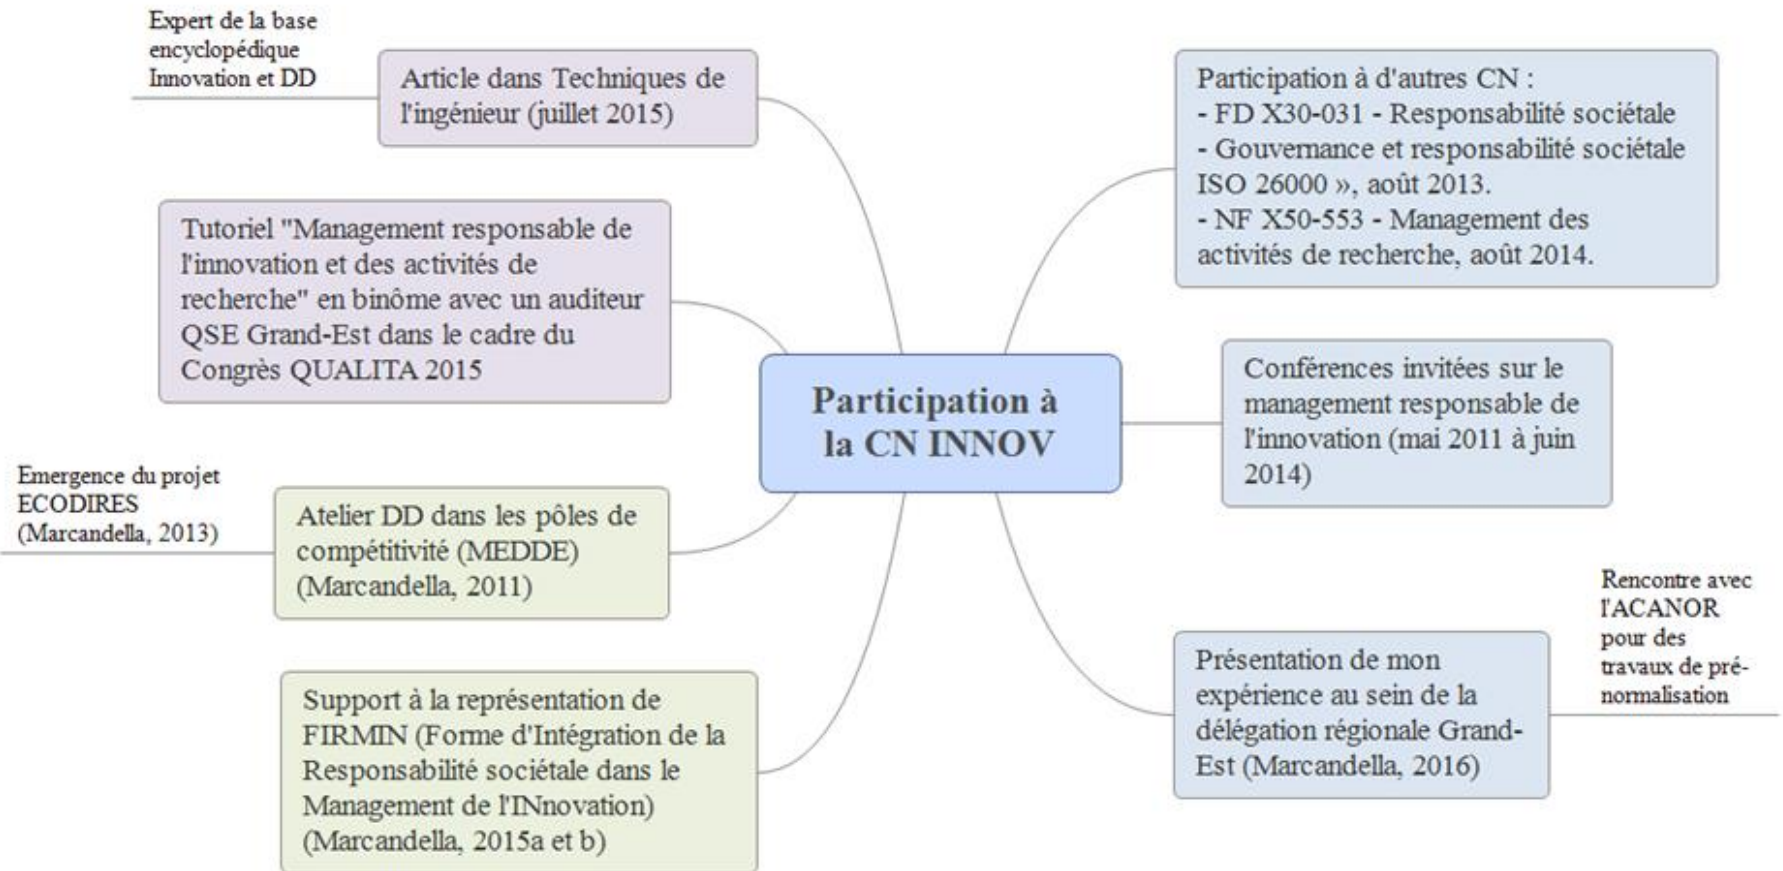 Expert de la base
encyclopédique
Innovation et DD
Article dans Techniques de
l'ingénieur (juillet 2015)
Tutoriel "Management responsable de
l'innovation et des activités de
recherche" en binôme avec un auditeur
QSE Grand-Est dans le cadre du
Congrès QUALITA 2015
Emergence du projet
ECODIRES
(Marcandella, 2013)
Atelier DD dans les pôles de
compétitivité (MEDDE)
(Marcandella, 2011)
Support à la représentation de
FIRMIN (Forme d'Intégration de la
Responsabilité sociétale dans le
Management de l'INnovation)
(Marcandella, 2015a et b)
Participation à
la CN INNOV
Participation à d'autres CN :
- FD X30-031 - Responsabilité sociétale
- Gouvernance et responsabilité sociétale
ISO 26000 », août 2013.
- NF X50-553 - Management des
activités de recherche, août 2014.
Conférences invitées sur le
management responsable de
l'innovation (mai 2011 à juin
2014)
Présentation de mon
expérience au sein de la
délégation régionale Grand-
Est (Marcandella, 2016)
Rencontre avec
l'ACANOR
pour des
travaux de pré-
normalisation